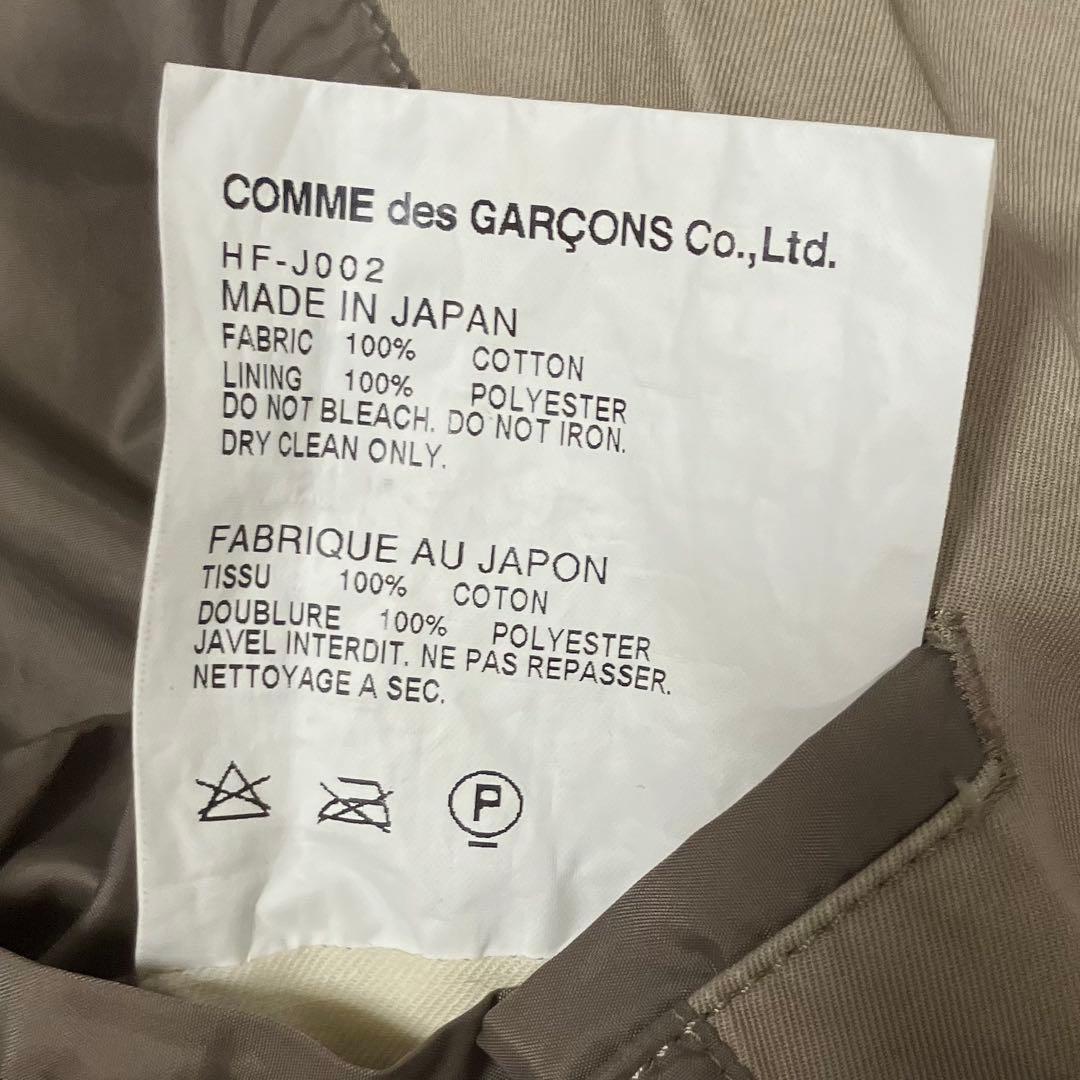 COMME des GARÇONS Co.,Ltd.
HF-J002
MADE IN JAPAN
FABRIC 100% COTTON
LINING 100% POLYESTER
DO NOT BLEACH. DO NOT IRON.
DRY CLEAN ONLY.
FABRIQUE AU JAPON
TISSU 100% COTON
DOUBLURE 100% POLYESTER
JAVEL INTERDIT. NE PAS REPASSER.
NETTOYAGE A SEC.
P